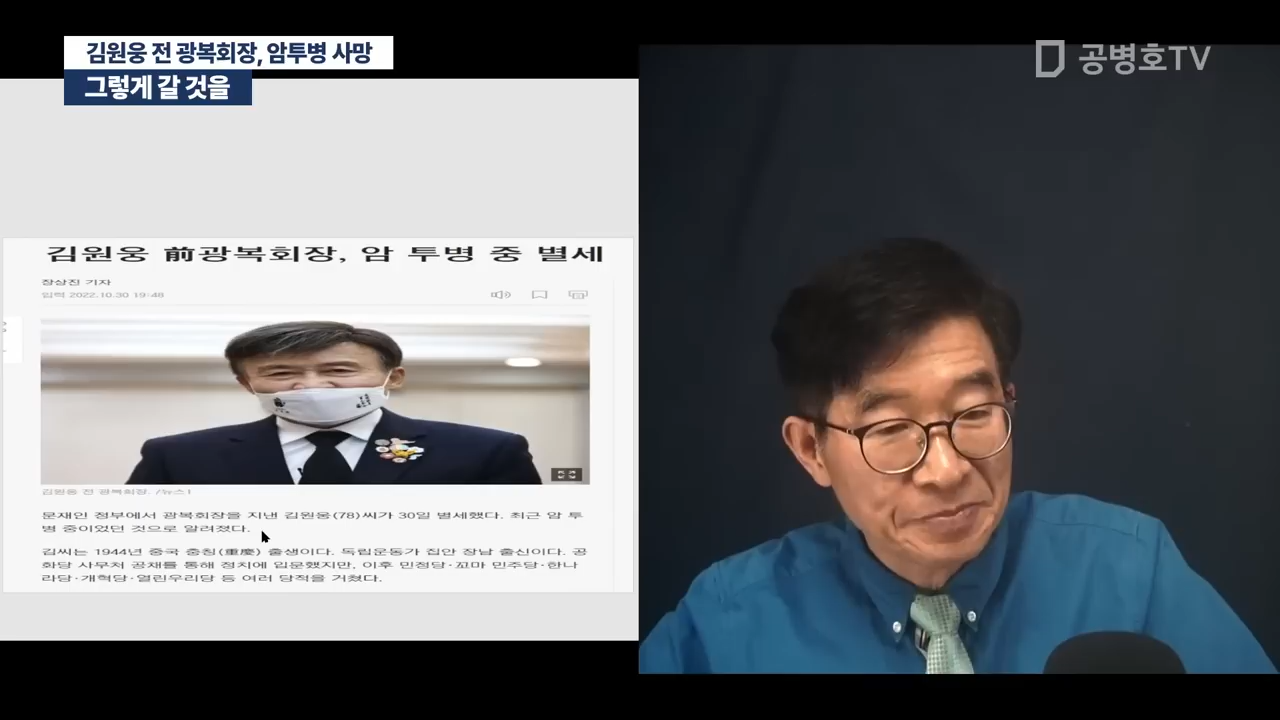 김원웅 전 광복회장, 암투병 사망
그렇게 갈 것을
공병호TV
김원웅 前광복회장, 암 투병 중 별세
장상진 기자
입력 2022.10.30 19:48
김원웅 전 광복회장. /뉴스1
문재인 정부에서 광복회장을 지낸 김원웅(78)씨가 30일 별세했다. 최근 암 투
병 중이었던 것으로 알려졌다.
김씨는 1944년 중국 충칭(重慶) 출생이다. 독립운동가 집안 장남 출신이다. 공
화당 사무처 공채를 통해 정치에 입문했지만, 이후 민정당·꼬마 민주당·한나
라당·개혁당·열린우리당 등 여러 당적을 거쳤다.